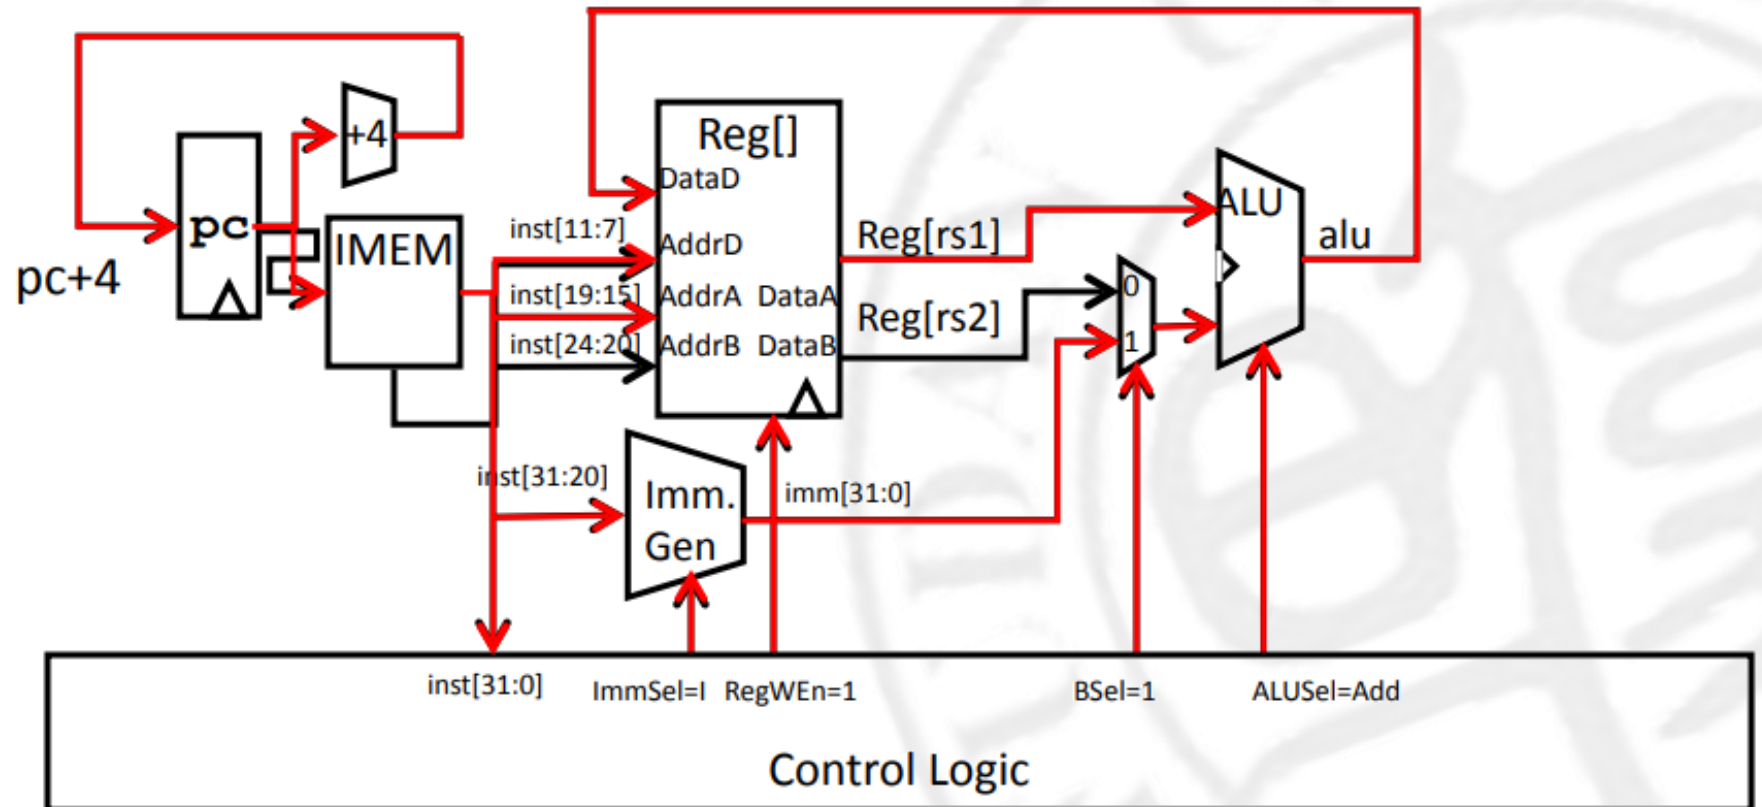 pc+4
pc
+4
IMEM
inst[11:7]
inst[19:15]
inst[24:20]
inst[31:20]
Reg[]
DataD
AddrD
AddrA DataA
AddrB DataB
Reg[rs1]
Reg[rs2]
0
1
ALU
alu
Imm.
Gen
imm[31:0]
inst[31:0] ImmSel=I RegWEn=1 BSel=1 ALUSel=Add
Control Logic